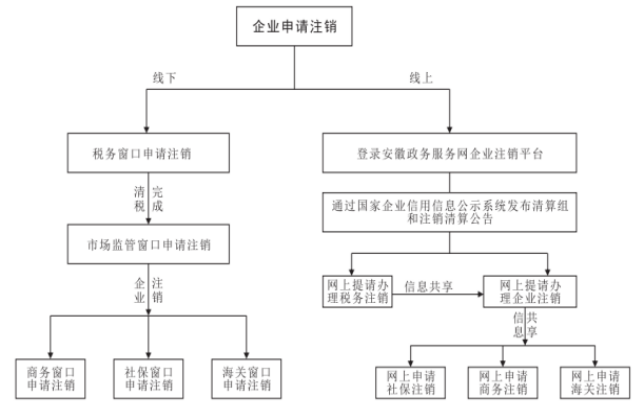 企业申请注销
线下
线上
税务窗口申请注销
登录安徽政务服务网企业注销平台
清税
完成
通过国家企业信用信息公示系统发布清算组
和注销清算公告
市场监管窗口申请注销
网上提请办
理税务注销
信息共享
网上提请办
理企业注销
企业
注销
信息
共享
商务窗口
申请注销
社保窗口
申请注销
海关窗口
申请注销
网上申请
社保注销
网上申请
商务注销
网上申请
海关注销